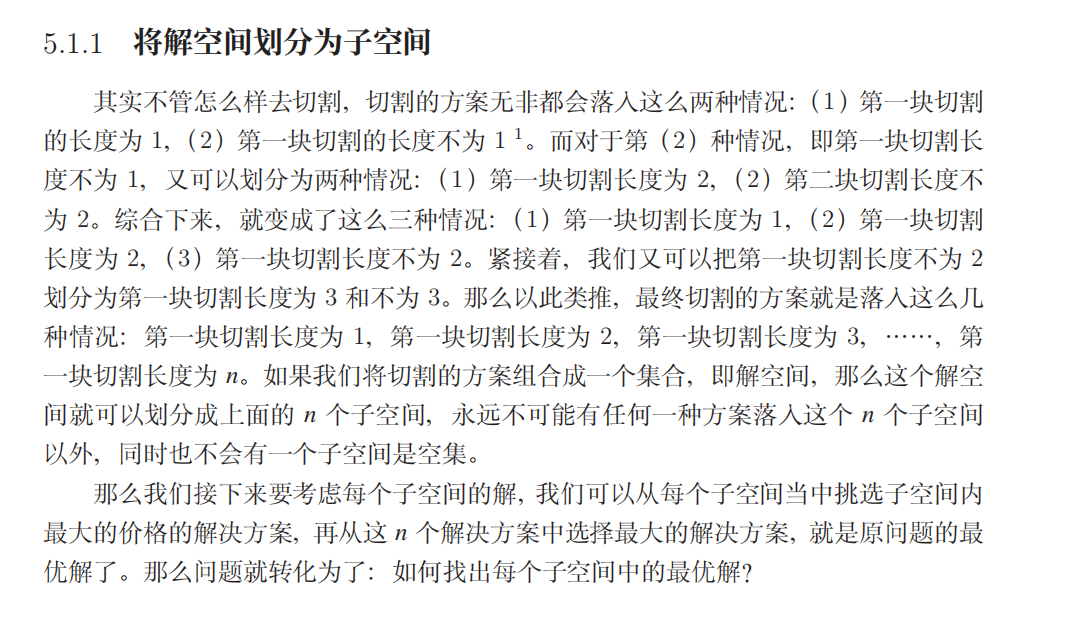 5.1.1 将解空间划分为子空间
其实不管怎么样去切割，切割的方案无非都会落入这么两种情况：（1）第一块切割
的长度为 1，（2）第一块切割的长度不为 1 ¹。而对于第（2）种情况，即第一块切割长
度不为 1，又可以划分为两种情况：（1）第一块切割长度为 2，（2）第二块切割长度不
为 2。综合下来，就变成了这么三种情况：（1）第一块切割长度为 1，（2）第一块切割
长度为 2，（3）第一块切割长度不为 2。紧接着，我们又可以把第一块切割长度不为 2
划分为第一块切割长度为 3 和不为 3。那么以此类推，最终切割的方案就是落入这么几
种情况：第一块切割长度为 1，第一块切割长度为 2，第一块切割长度为 3，……，第
一块切割长度为 n。如果我们将切割的方案组合成一个集合，即解空间，那么这个解空
间就可以划分成上面的 n 个子空间，永远不可能有任何一种方案落入这个 n 个子空间
以外，同时也不会有一个子空间是空集。
那么我们接下来要考虑每个子空间的解，我们可以从每个子空间当中挑选子空间内
最大的价格的解决方案，再从这 n 个解决方案中选择最大的解决方案，就是原问题的最
优解了。那么问题就转化为了：如何找出每个子空间中的最优解？